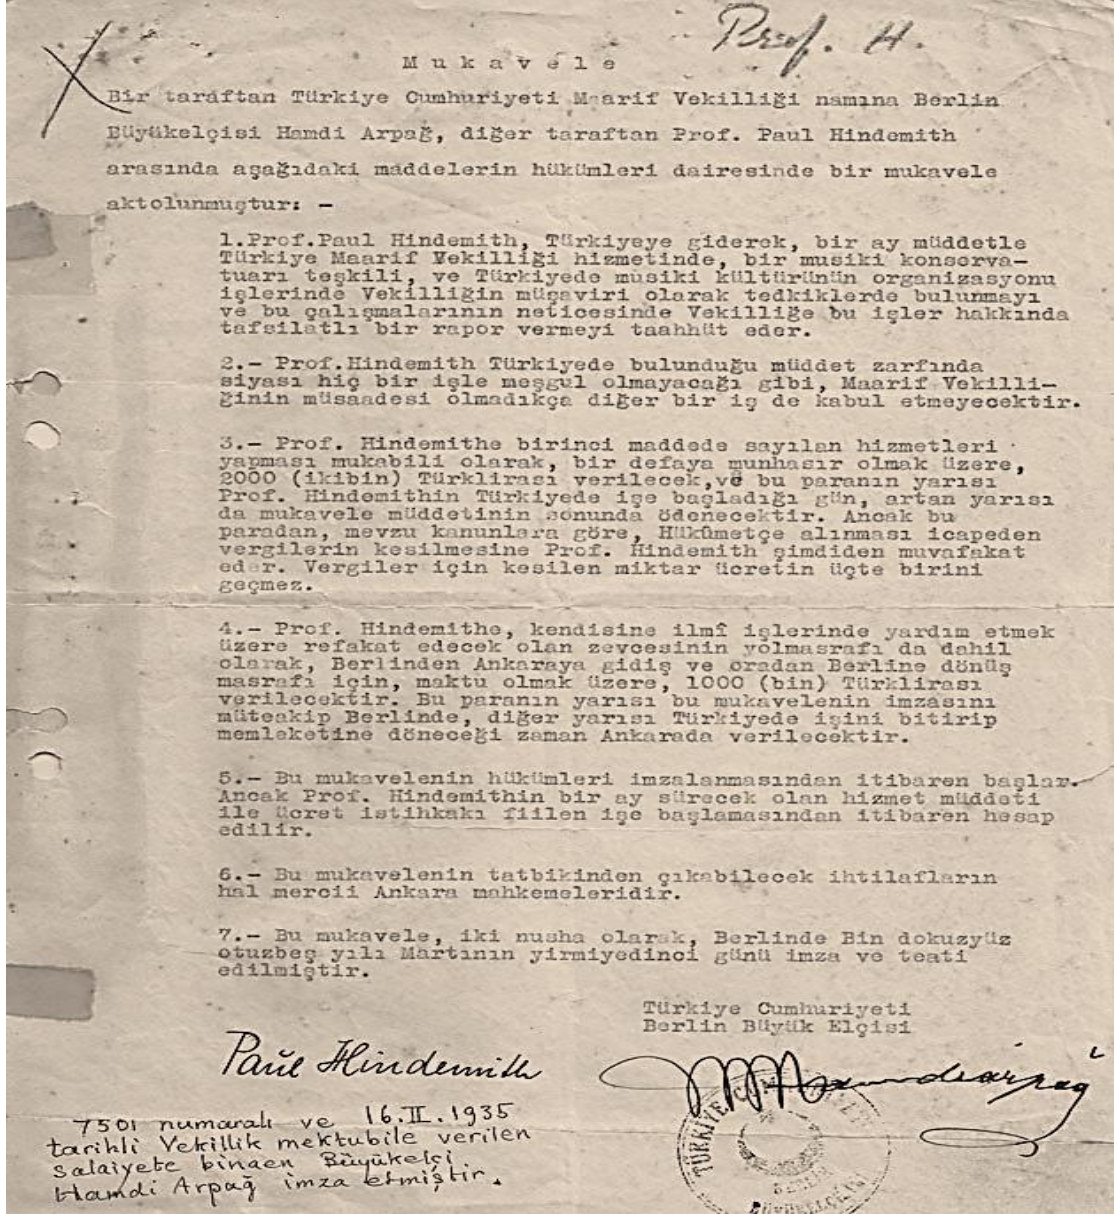 Prof. H.
Mukavele
Bir taraftan Türkiye Cumhuriyeti Maarif Vekilliği namına Berlin
Büyükelçisi Hamdi Arpağ, diğer taraftan Prof. Paul Hindemith
arasında aşağıdaki maddelerin hükümleri dairesinde bir mukavele
aktolunmuştur: -
1.Prof.Paul Hindemith, Türkiyeye giderek, bir ay müddetle
Türkiye Maarif Vekilliği hizmetinde, bir musiki konserva-
tuarı teşkili, ve Türkiyede musiki kültürünün organizasyonu
işlerinde Vekilliğin müşaviri olarak tedkiklerde bulunmayı
ve bu çalışmalarının neticesinde Vekilliğe bu işler hakkında
tafsilatlı bir rapor vermeyi taahhüt eder.
2.- Prof.Hindemith Türkiyede bulunduğu müddet zarfında
siyası hiç bir işle meşgul olmayacağı gibi, Maarif Vekilli-
ğinin müsaadesi olmadıkça diğer bir iş de kabul etmeyecektir.
3.- Prof. Hindemithe birinci maddede sayılan hizmetleri
yapması mukabili olarak, bir defaya munhasır olmak üzere,
2000 (ikibin) Türklirası verilecek,ve bu paranın yarısı
Prof. Hindemithin Türkiyede işe başladığı gün, artan yarısı
da mukavele müddetinin sonunda ödenecektir. Ancak bu
paradan, mevzu kanunlara göre, Hükümetçe alınması icapeden
vergilerin kesilmesine Prof. Hindemith şimdiden muvafakat
eder. Vergiler için kesilen miktar ücretin üçte birini
geçmez.
4.- Prof. Hindemithe, kendisine ilmî işlerinde yardım etmek
üzere refakat edecek olan zevcesinin yolmasrafı da dahil
olarak, Berlinden Ankaraya gidiş ve oradan Berline dönüş
masrafı için, maktu olmak üzere, 1000 (bin) Türklirası
verilecektir. Bu paranın yarısı bu mukavelenin imzasını
müteakip Berlinde, diğer yarısı Türkiyede işini bitirip
memleketine döneceği zaman Ankarada verilecektir.
5.- Bu mukavelenin hükümleri imzalanmasından itibaren başlar.
Ancak Prof. Hindemithin bir ay sürecek olan hizmet müddeti
ile ücret istihkakı fiilen işe başlamasından itibaren hesap
edilir.
6.- Bu mukavelenin tatbikinden çıkabilecek ihtilafların
hal mercii Ankara mahkemeleridir.
7.- Bu mukavele, iki nusha olarak, Berlinde Bin dokuzyüz
otuzbeş yılı Martının yirmiyedinci günü imza ve teati
edilmiştir.
Türkiye Cumhuriyeti
Berlin Büyük Elçisi
Paul Hindemith
Hamdi Arpağ
7501 numaralı ve 16.II.1935
tarihli Vekillik mektubile verilen
salaiyete binaen Büyükelçi
Hamdi Arpağ imza etmiştir.
TÜRKİYE
BÜYÜKELÇİLİĞİ